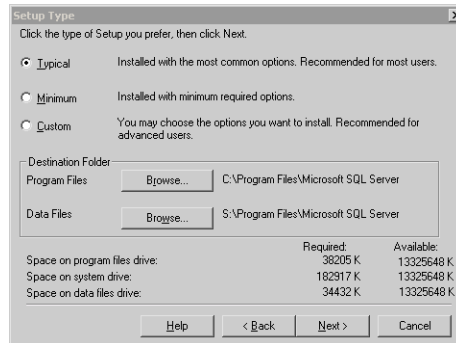 Setup Type
Click the type of Setup you prefer, then click Next.
Typical Installed with the most common options. Recommended for most users.
Minimum Installed with minimum required options.
Custom You may choose the options you want to install. Recommended for
advanced users.
Destination Folder
Program Files Browse... C:\Program Files\Microsoft SQL Server
Data Files Browse... S:\Program Files\Microsoft SQL Server
Required: Available:
Space on program files drive: 38205 K 13325648 K
Space on system drive: 182917 K 13325648 K
Space on data files drive: 34432 K 13325648 K
Help < Back Next > Cancel